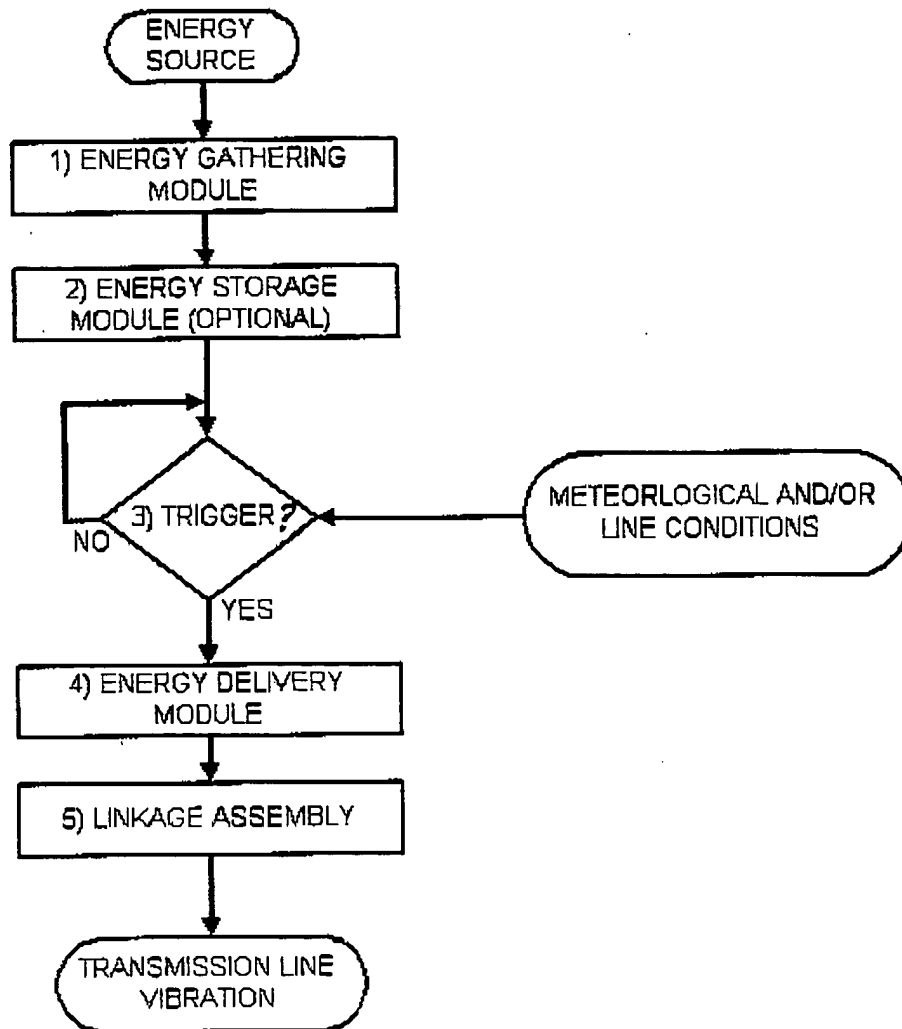 ENERGY
SOURCE
1) ENERGY GATHERING
MODULE
2) ENERGY STORAGE
MODULE (OPTIONAL)
3) TRIGGER?
NO
METEORLOGICAL AND/OR
LINE CONDITIONS
YES
4) ENERGY DELIVERY
MODULE
5) LINKAGE ASSEMBLY
TRANSMISSION LINE
VIBRATION